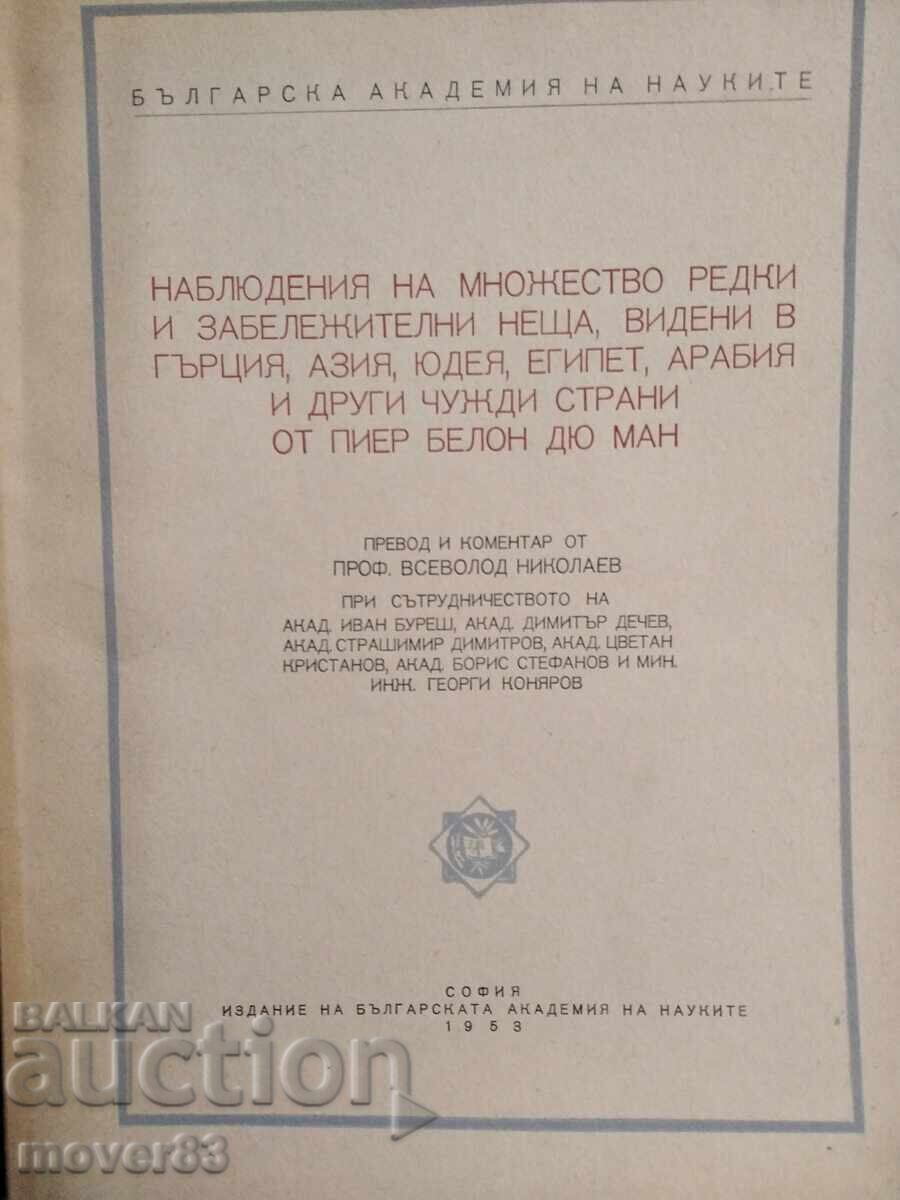 БЪЛГАРСКА АКАДЕМИЯ НА НАУКИТЕ
НАБЛЮДЕНИЯ НА МНОЖЕСТВО РЕДКИ
И ЗАБЕЛЕЖИТЕЛНИ НЕЩА, ВИДЕНИ В
ГЪРЦИЯ, АЗИЯ, ЮДЕЯ, ЕГИПЕТ, АРАБИЯ
И ДРУГИ ЧУЖДИ СТРАНИ
ОТ ПИЕР БЕЛОН ДЮ МАН
ПРЕВОД И КОМЕНТАР ОТ
ПРОФ. ВСЕВОЛОД НИКОЛАЕВ
ПРИ СЪТРУДНИЧЕСТВОТО НА
АКАД. ИВАН БУРЕШ, АКАД. ДИМИТЪР ДЕЧЕВ,
АКАД. СТРАШИМИР ДИМИТРОВ, АКАД. ЦВЕТАН
КРИСТАНОВ, АКАД. БОРИС СТЕФАНОВ И МИН.
ИНЖ. ГЕОРГИ КОНЯРОВ
СОФИЯ
ИЗДАНИЕ НА БЪЛГАРСКАТА АКАДЕМИЯ НА НАУКИТЕ
1953
BALKAN
auction
mover83